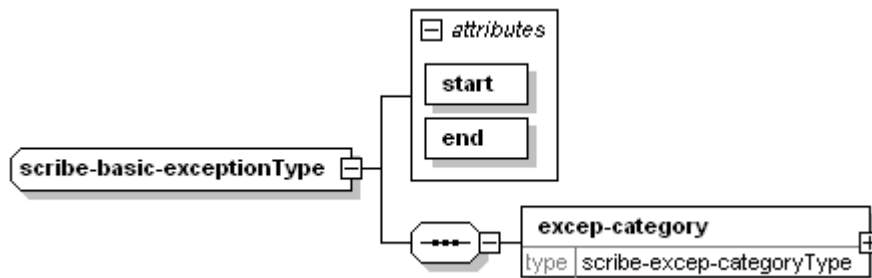 attributes
start
end
scribe-basic-exceptionType
excep-category
type scribe-excep-categoryType